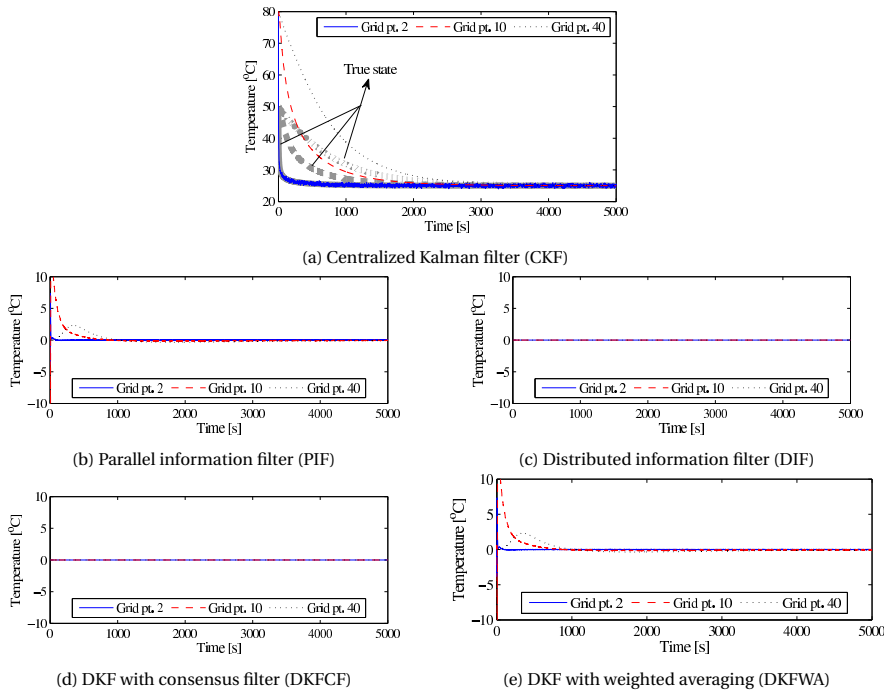 80
70
60
50
40
30
20
Temperature [°C]
Grid pt. 2 Grid pt. 10 Grid pt. 40
True state
0 1000 2000 3000 4000 5000
Time [s]
(a) Centralized Kalman filter (CKF)
10
5
0
−5
−10
Temperature [°C]
Grid pt. 2 Grid pt. 10 Grid pt. 40
0 1000 2000 3000 4000 5000
Time [s]
(b) Parallel information filter (PIF)
10
5
0
−5
−10
Temperature [°C]
Grid pt. 2 Grid pt. 10 Grid pt. 40
0 1000 2000 3000 4000 5000
Time [s]
(c) Distributed information filter (DIF)
10
5
0
−5
−10
Temperature [°C]
Grid pt. 2 Grid pt. 10 Grid pt. 40
0 1000 2000 3000 4000 5000
Time [s]
(d) DKF with consensus filter (DKFCF)
10
5
0
−5
−10
Temperature [°C]
Grid pt. 2 Grid pt. 10 Grid pt. 40
0 1000 2000 3000 4000 5000
Time [s]
(e) DKF with weighted averaging (DKFWA)